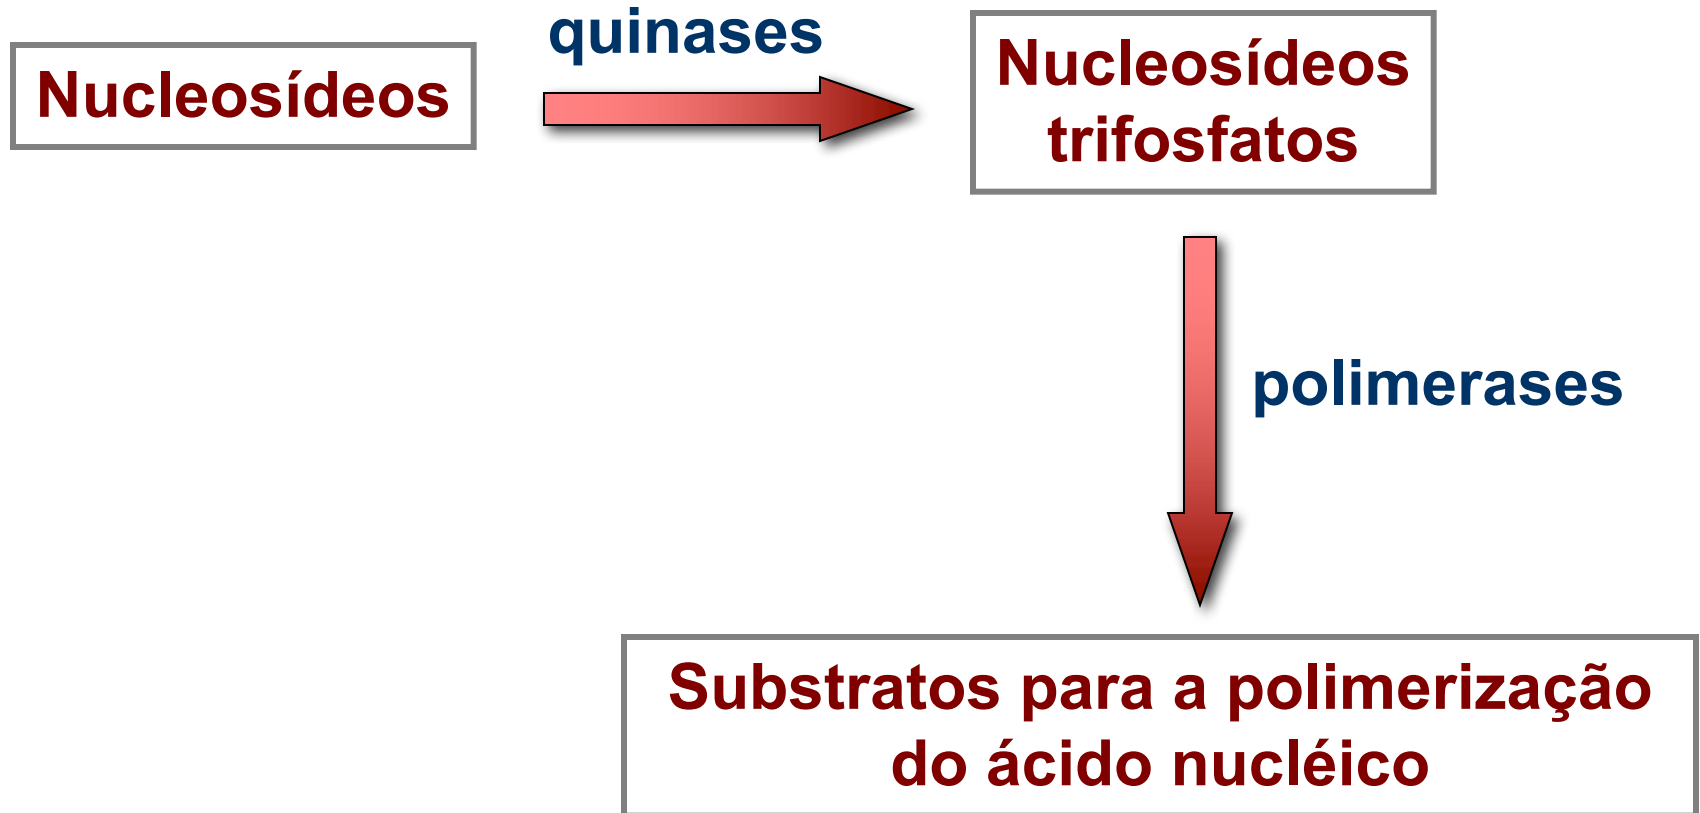 Nucleosídeos
quinases
Nucleosídeos
trifosfatos
polimerases
Substratos para a polimerização
do ácido nucléico